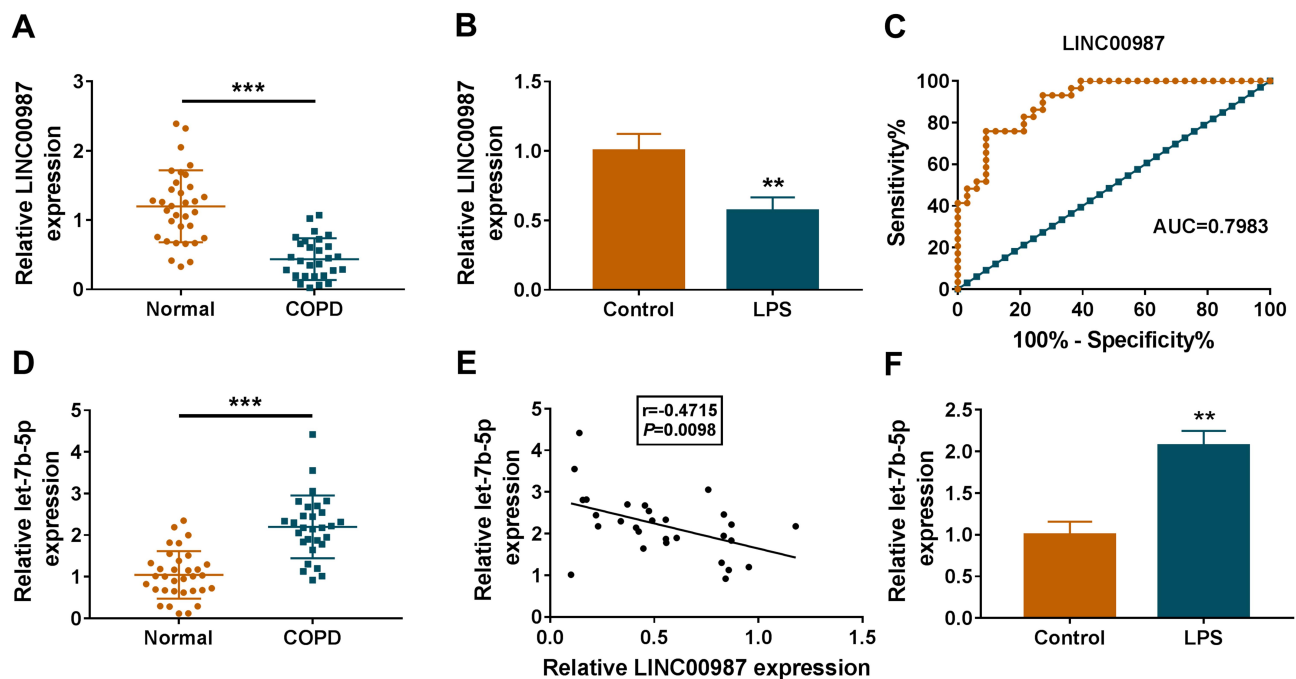 A
Relative LINC00987
expression
3
2
1
0
***
Normal
COPD
B
Relative LINC00987
expression
1.5
1.0
0.5
0.0
**
Control
LPS
C
LINC00987
Sensitivity%
100
80
60
40
20
0
AUC=0.7983
0
20
40
60
80
100
100% - Specificity%
D
Relative let-7b-5p
expression
5
4
3
2
1
0
***
Normal
COPD
E
Relative let-7b-5p
expression
5
4
3
2
1
0
r=-0.4715
P=0.0098
0.0
0.5
1.0
1.5
Relative LINC00987 expression
F
Relative let-7b-5p
expression
2.5
2.0
1.5
1.0
0.5
0.0
**
Control
LPS